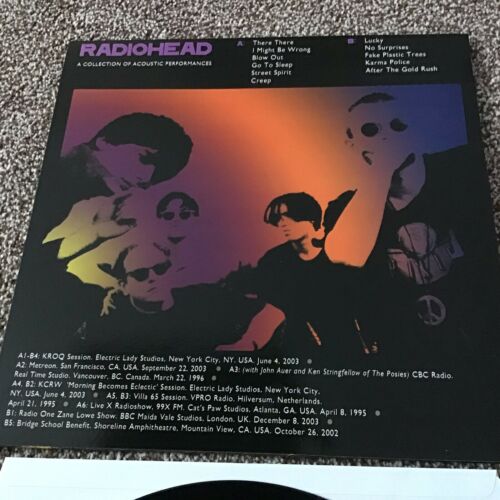 RADIOHEAD
A COLLECTION OF ACOUSTIC PERFORMANCES
A: There There
I Might Be Wrong
Blow Out
Go To Sleep
Street Spirit
Creep
B: Lucky
No Surprises
Fake Plastic Trees
Karma Police
After The Gold Rush
A1-B4: KROQ Session. Electric Lady Studios, New York City, NY. USA. June 4, 2003
A2: Metreon. San Francisco, CA. USA. September 22, 2003 A3: (with John Auer and Ken Stringfellow of The Posies) CBC Radio.
Real Time Studio. Vancouver, BC. Canada. March 22, 1996
A4, B2: KCRW 'Morning Becomes Eclectic' Session. Electric Lady Studios, New York City,
NY. USA. June 4, 2003 A5, B3: Villa 65 Session. VPRO Radio. Hilversum, Netherlands.
April 21, 1995 A6: Live X Radioshow, 99X FM. Cat's Paw Studios. Atlanta, GA. USA. April 8, 1995
B1: Radio One Zane Lowe Show. BBC Maida Vale Studios. London. UK. December 8, 2003
B5: Bridge School Benefit. Shoreline Amphitheatre, Mountain View, CA. USA. October 26, 2002